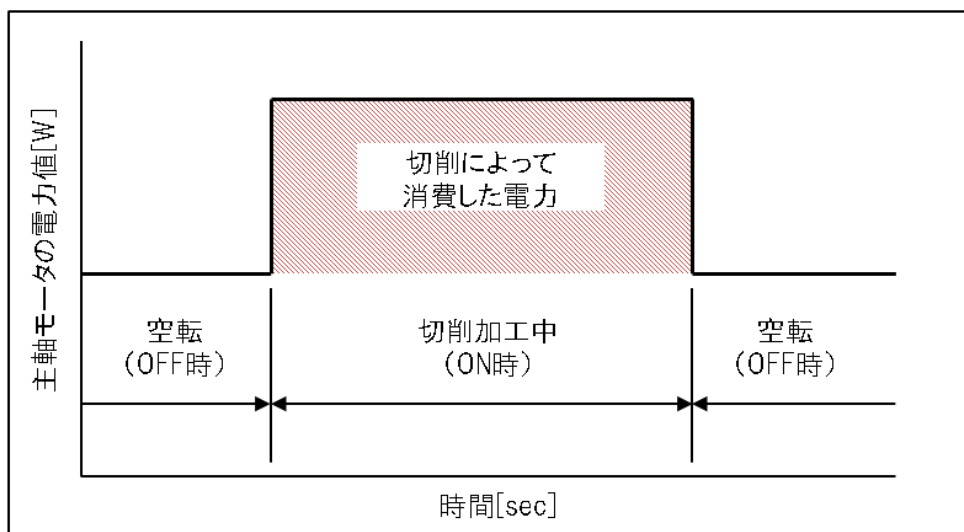 主軸モータの電力値[W]
切削によって
消費した電力
空転
(OFF時)
切削加工中
(ON時)
空転
(OFF時)
時間[sec]